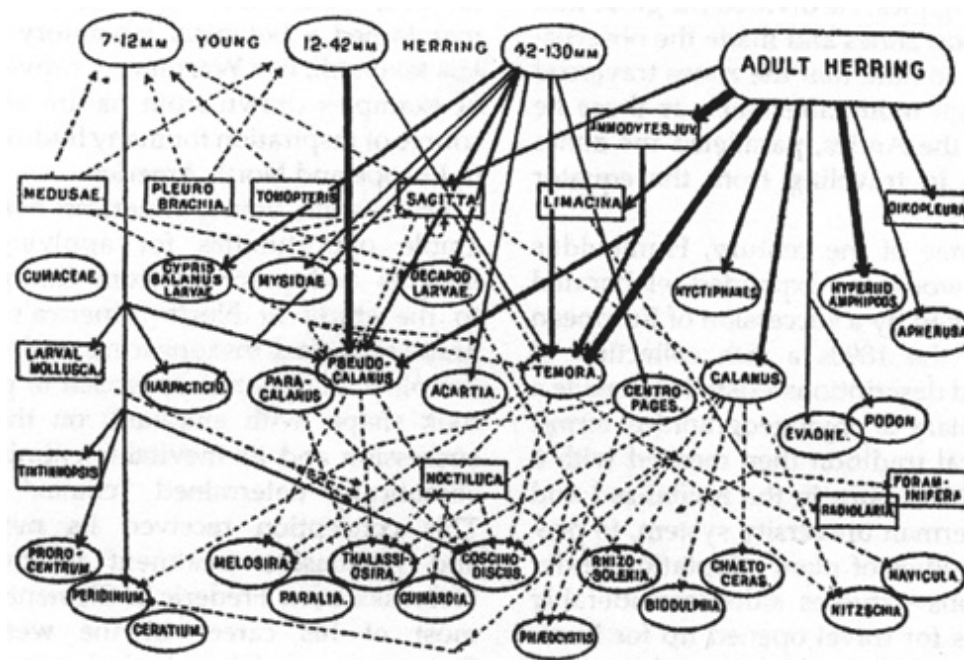 7-12MM YOUNG 12-42MM HERRING 42-130MM
ADULT HERRING
AMMODYTES JUV.
MEDUSAE
PLEURO
BRACHIA.
TOMOPTERIS
SAGITTA.
LIMACINA
OIKOPLEURA
CUMACEAE
CYPRIS
BALANUS
LARVAE
MYSIDAE
DECAPOD
LARVAE.
NYCTIPHANES
HYPERIID
AMPHIPODS
APHERUSA
LARVAL
MOLLUSCA.
HARPACTICID
PARA-
CALANUS
PSEUDO-
CALANUS
ACARTIA.
TEMORA.
CENTRO-
PAGES.
CALANUS.
EVADNE.
PODON
TINTINNOPSIS
NOCTILUCA
FORAM-
INIFERA
RADIOLARIA.
PRORO-
CENTRUM
PERIDINIUM
CERATIUM.
MELOSIRA.
PARALIA.
THALASSI-
OSIRA.
GUINARDIA.
COSCINO-
DISCUS.
PHÆOCISTIS
RHIZO-
SOLENIA
BIDDULPHIA.
CHAETO-
CERAS.
NITZSCHIA
NAVICULA